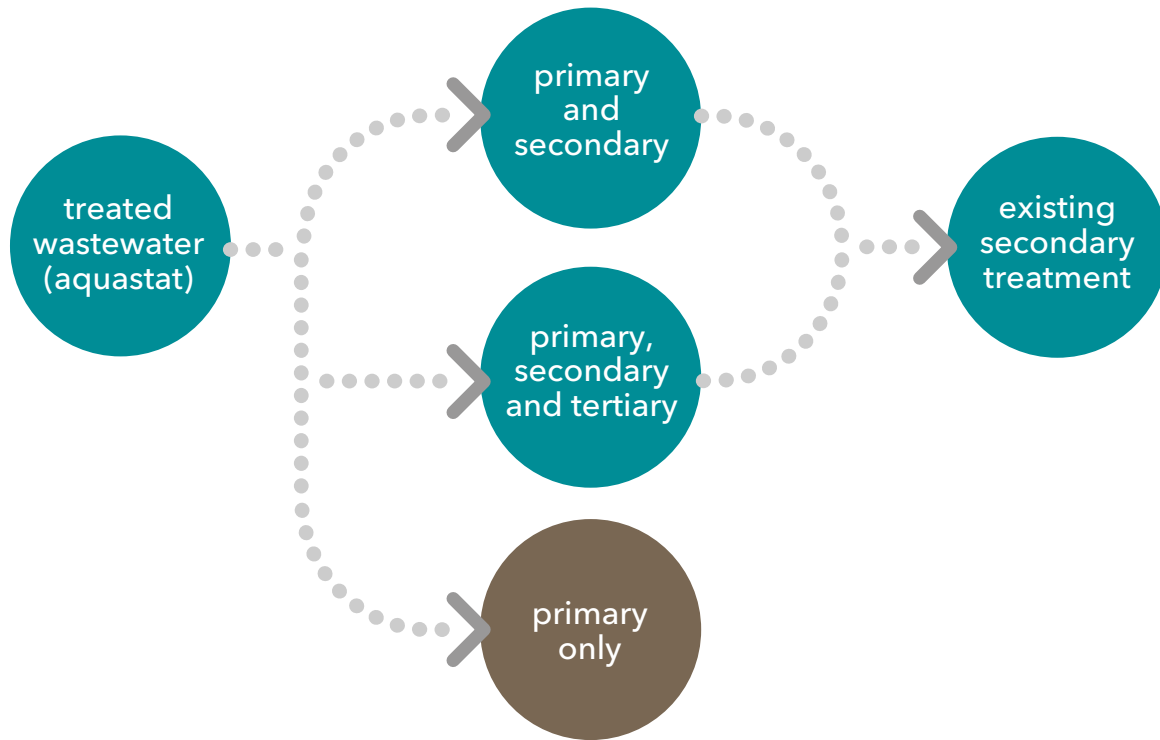 treated
wastewater
(aquastat)
primary
and
secondary
primary,
secondary
and tertiary
primary
only
existing
secondary
treatment